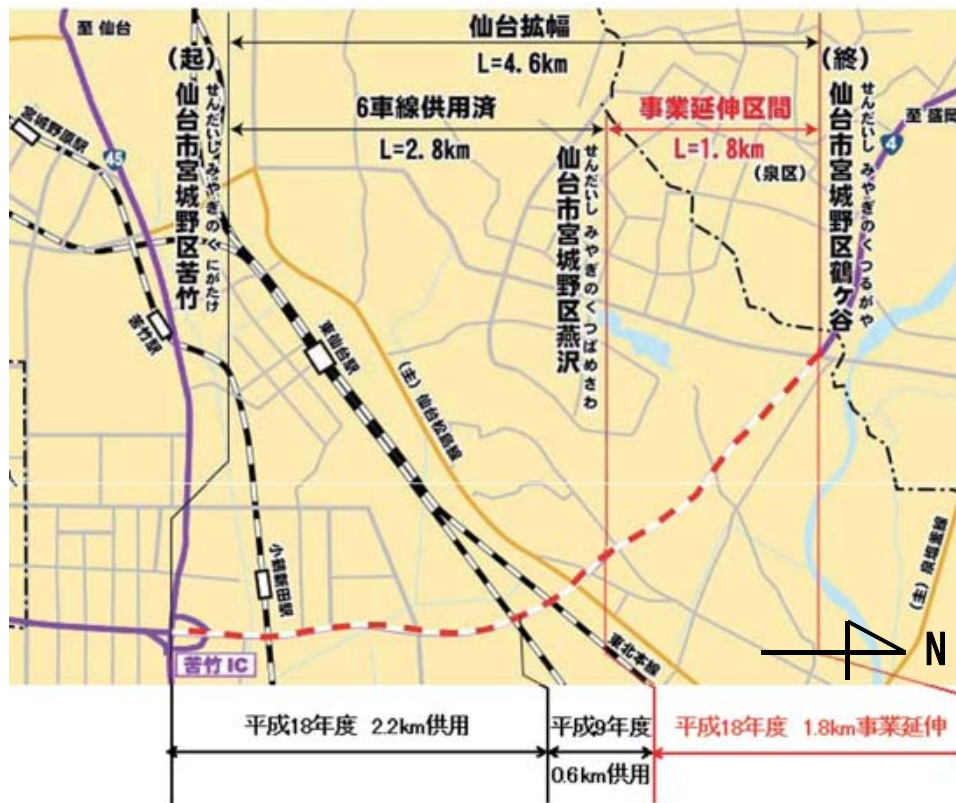 至 仙台
仙台拡幅
L=4.6km
(起)
せんだいし みやぎのく にがたけ
仙台市宮城野区苦竹
(終)
せんだいし みやぎのくつるがや
仙台市宮城野区鶴ヶ谷
6車線供用済
L=2.8km
事業延伸区間
L=1.8km
(泉区)
せんだいし みやぎのくつばめさわ
仙台市宮城野区燕沢
至 盛岡
4
45
宮城野原駅
苦竹駅
東仙台駅
(主)仙台松島線
小鶴新田駅
東北本線
(主)泉塩釜線
苦竹 IC
N
平成18年度 2.2km供用
平成9年度
0.6km供用
平成18年度 1.8km事業延伸